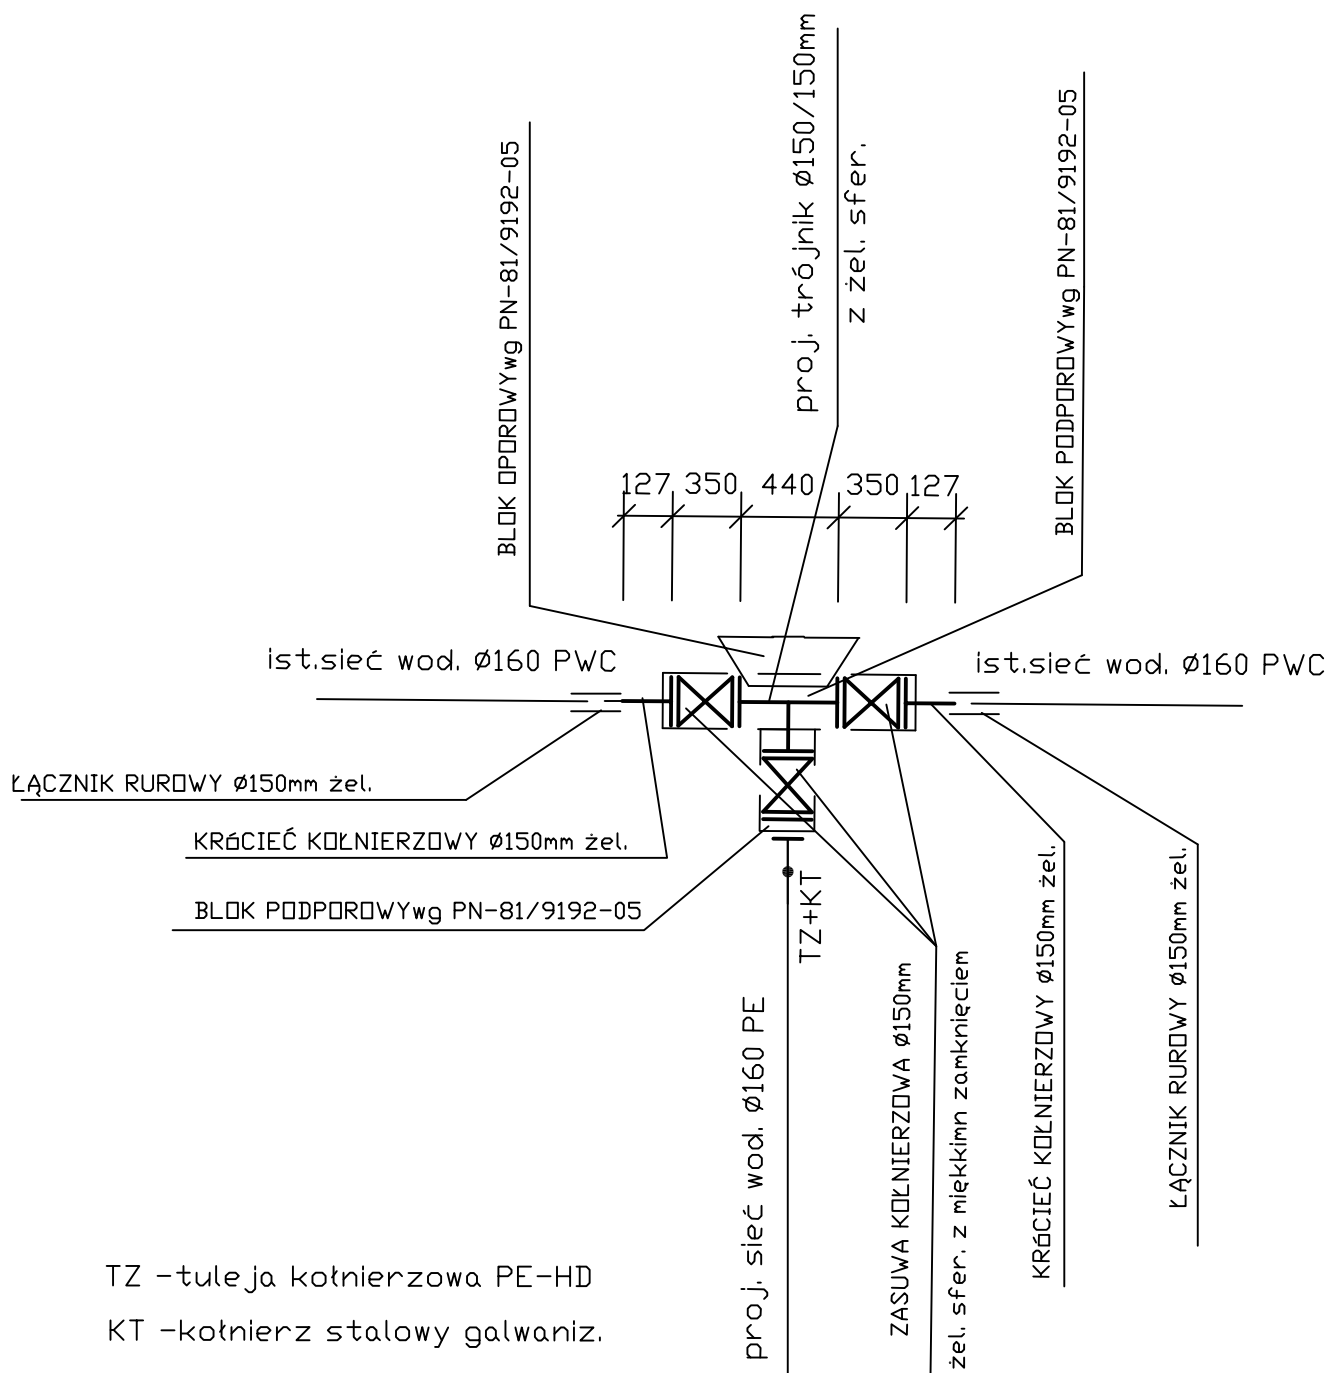 BLOK OPOROWYwg PN-81/9192-05
proj. trójnik Ø150/150mm
z żel. sfer.
BLOK PODPOROWYwg PN-81/9192-05
127 350 440 350 127
ist.sieć wod. Ø160 PWC
ist.sieć wod. Ø160 PWC
ŁĄCZNIK RUROWY Ø150mm żel.
KRóCIEĆ KOŁNIERZOWY Ø150mm żel.
BLOK PODPOROWYwg PN-81/9192-05
TZ+KT
proj. sieć wod. Ø160 PE
ZASUWA KOŁNIERZOWA Ø150mm
żel. sfer. z miękkimn zamknięciem
KRóCIEĆ KOŁNIERZOWY Ø150mm żel.
ŁĄCZNIK RUROWY Ø150mm żel.
TZ -tuleja kołnierzowa PE-HD
KT -kołnierz stalowy galwaniz.